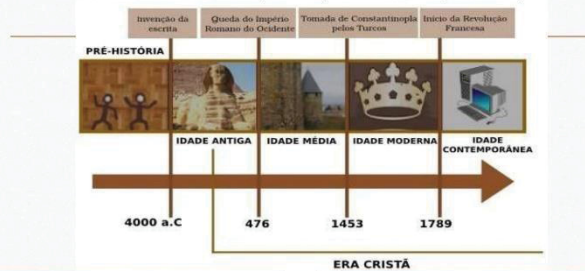 Invenção da
escrita
Queda do Império
Romano do Ocidente
Tomada de Constantinopla
pelos Turcos
Início da Revolução
Francesa
PRÉ-HISTÓRIA
IDADE ANTIGA
IDADE MÉDIA
IDADE MODERNA
IDADE
CONTEMPORÂNEA
4000 a.C
476
1453
1789
ERA CRISTÃ